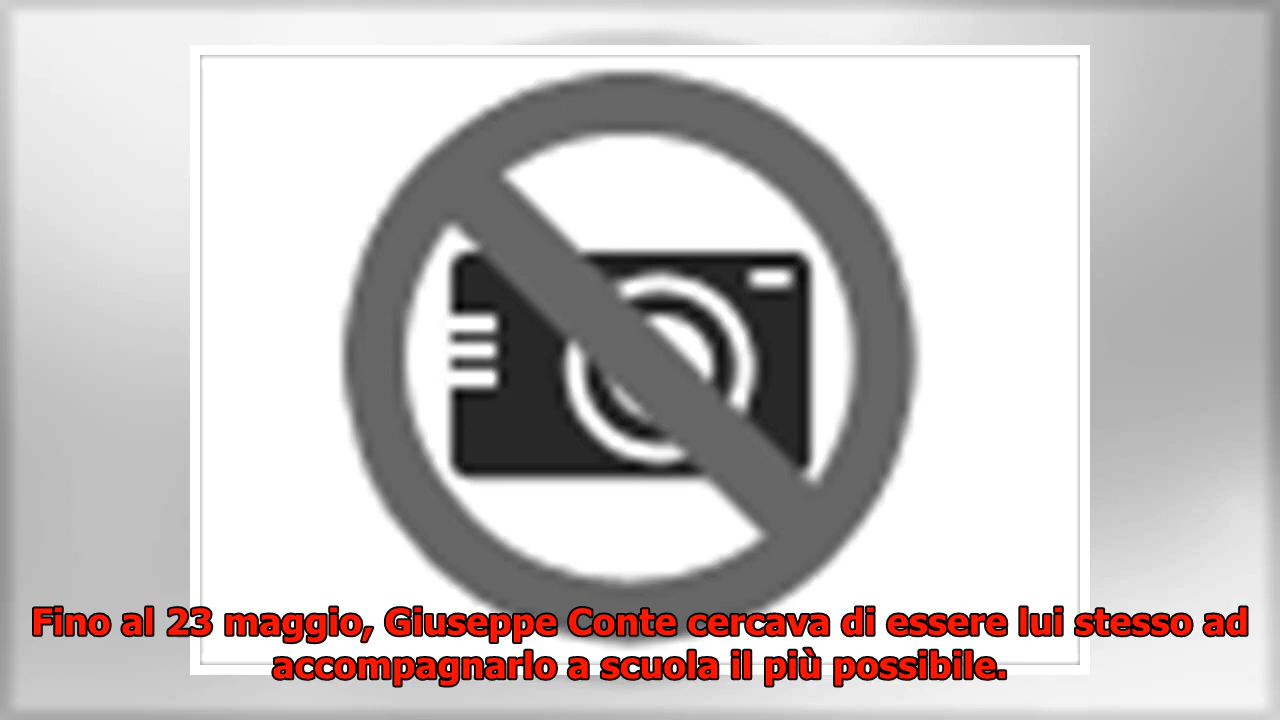 Fino al 23 maggio, Giuseppe Conte cercava di essere lui stesso ad
accompagnarlo a scuola il più possibile.